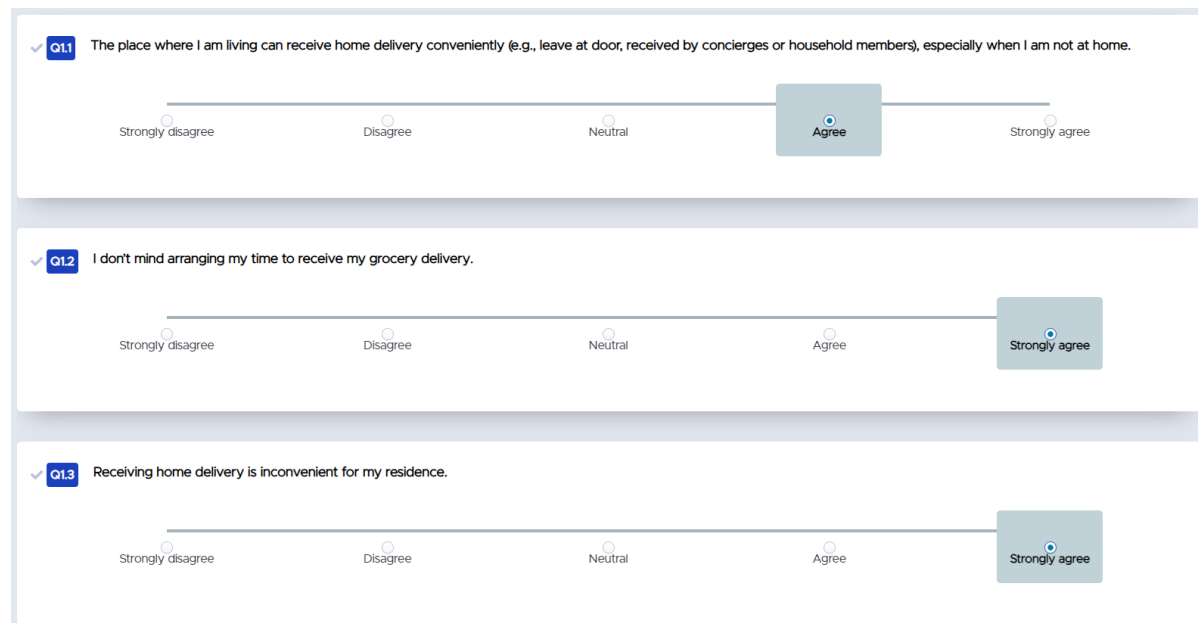 Q1.1 The place where I am living can receive home delivery conveniently (e.g., leave at door, received by concierges or household members), especially when I am not at home.
Strongly disagree Disagree Neutral Agree Strongly agree
Q1.2 I don't mind arranging my time to receive my grocery delivery.
Strongly disagree Disagree Neutral Agree Strongly agree
Q1.3 Receiving home delivery is inconvenient for my residence.
Strongly disagree Disagree Neutral Agree Strongly agree